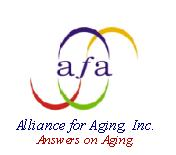 afa
Alliance for Aging, Inc.
Answers on Aging